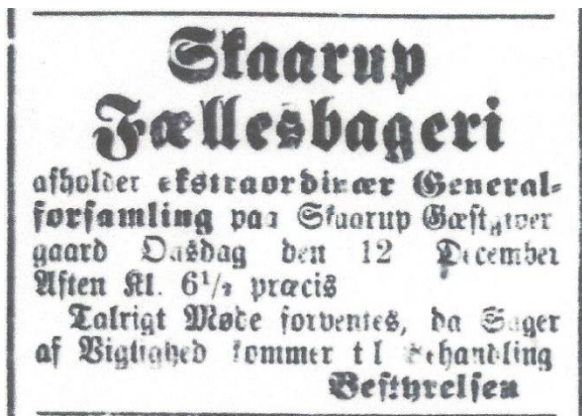 Skaarup
Fællesbageri
afholder ekstraordinær General-
forsamling paa Skaarup Gæstgiver
gaard Onsdag den 12 December
Aften Kl. 6½ præcis
Talrigt Møde forventes, da Sager
af Vigtighed kommer til Behandling
Bestyrelsen